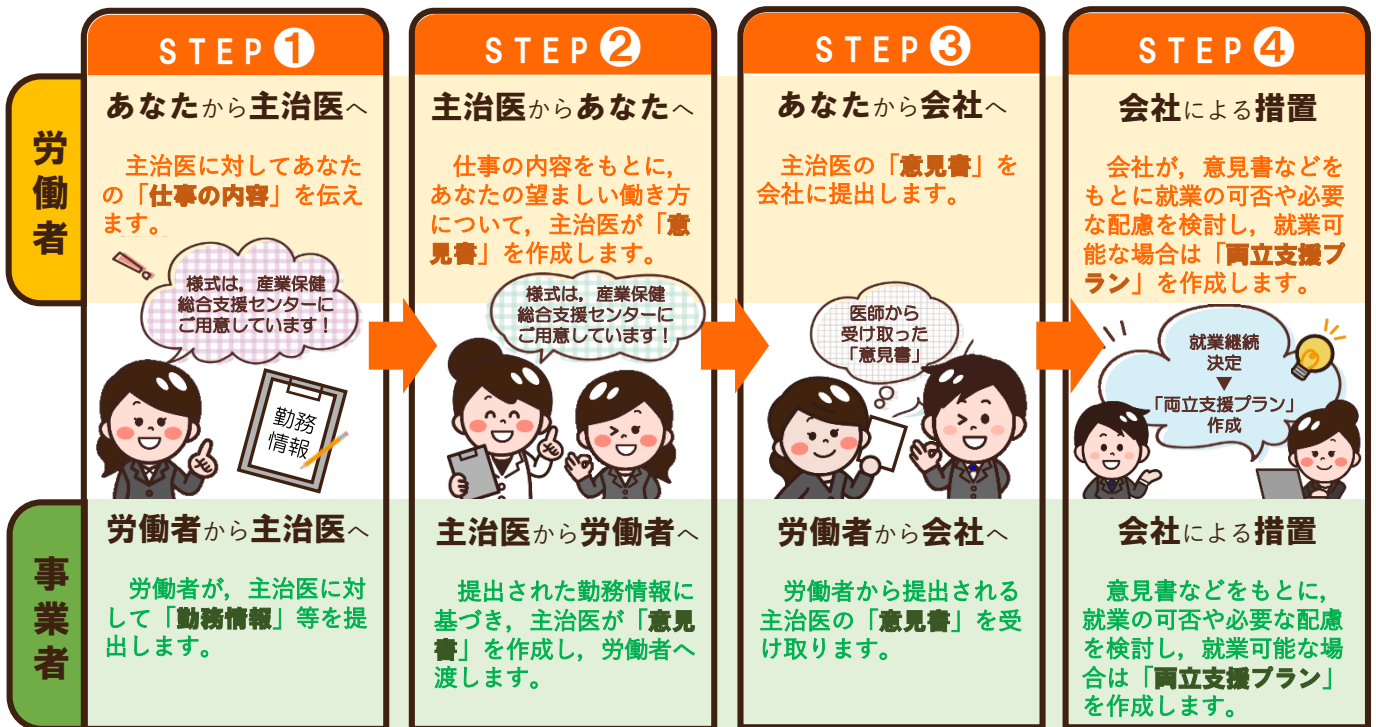 STEP❶
STEP❷
STEP❸
STEP❹
労働者
あなたから主治医へ
主治医に対してあなた
の「仕事の内容」を伝え
ます。
様式は，産業保健
総合支援センターに
ご用意しています！
勤務
情報
主治医からあなたへ
仕事の内容をもとに，
あなたの望ましい働き方
について，主治医が「意
見書」を作成します。
様式は，産業保健
総合支援センターに
ご用意しています！
あなたから会社へ
主治医の「意見書」を
会社に提出します。
医師から
受け取った
「意見書」
会社による措置
会社が，意見書などを
もとに就業の可否や必要
な配慮を検討し，就業可
能な場合は「両立支援プ
ラン」を作成します。
就業継続
決定
▼
「両立支援プラン」
作成
事業者
労働者から主治医へ
労働者が，主治医に対
して「勤務情報」等を提
出します。
主治医から労働者へ
提出された勤務情報に
基づき，主治医が「意見
書」を作成し，労働者へ
渡します。
労働者から会社へ
労働者から提出される
主治医の「意見書」を受
け取ります。
会社による措置
意見書などをもとに，
就業の可否や必要な配慮
を検討し，就業可能な場
合は「両立支援プラン」
を作成します。